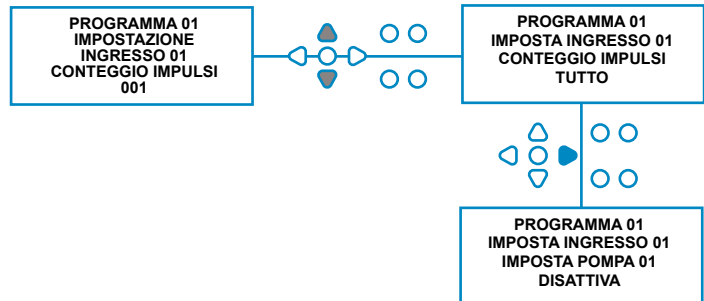 PROGRAMMA 01
IMPOSTAZIONE
INGRESSO 01
CONTEGGIO IMPULSI
001
PROGRAMMA 01
IMPOSTA INGRESSO 01
CONTEGGIO IMPULSI
TUTTO
PROGRAMMA 01
IMPOSTA INGRESSO 01
IMPOSTA POMPA 01
DISATTIVA